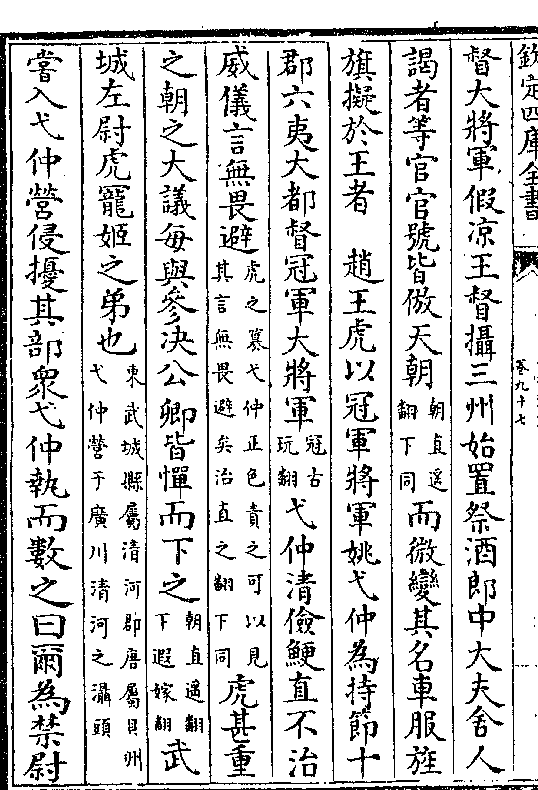 欽定四庫全書
卷九十七
督大將軍假凉王督攝三州始置祭酒郎中大夫舍人
謁者等官官號皆倣天朝朝直遥翻下同而微變其名車服旌
旗擬於王者　趙王虎以冠軍將軍姚弋仲為持節十
郡六夷大都督冠軍大將軍冠古玩翻弋仲清儉鯁直不治
威儀言無畏避虎之簒弋仲正色責之可以見其言無畏避矣治直之翻下同虎甚重
之朝之大議每與參决公卿皆憚而下之朝直遥翻下遐嫁翻武
城左尉虎寵姬之弟也東武城縣屬清河郡唐屬貝州弋仲營于廣川清河之灄頭
嘗入弋仲營侵擾其部衆弋仲執而數之曰爾為禁尉